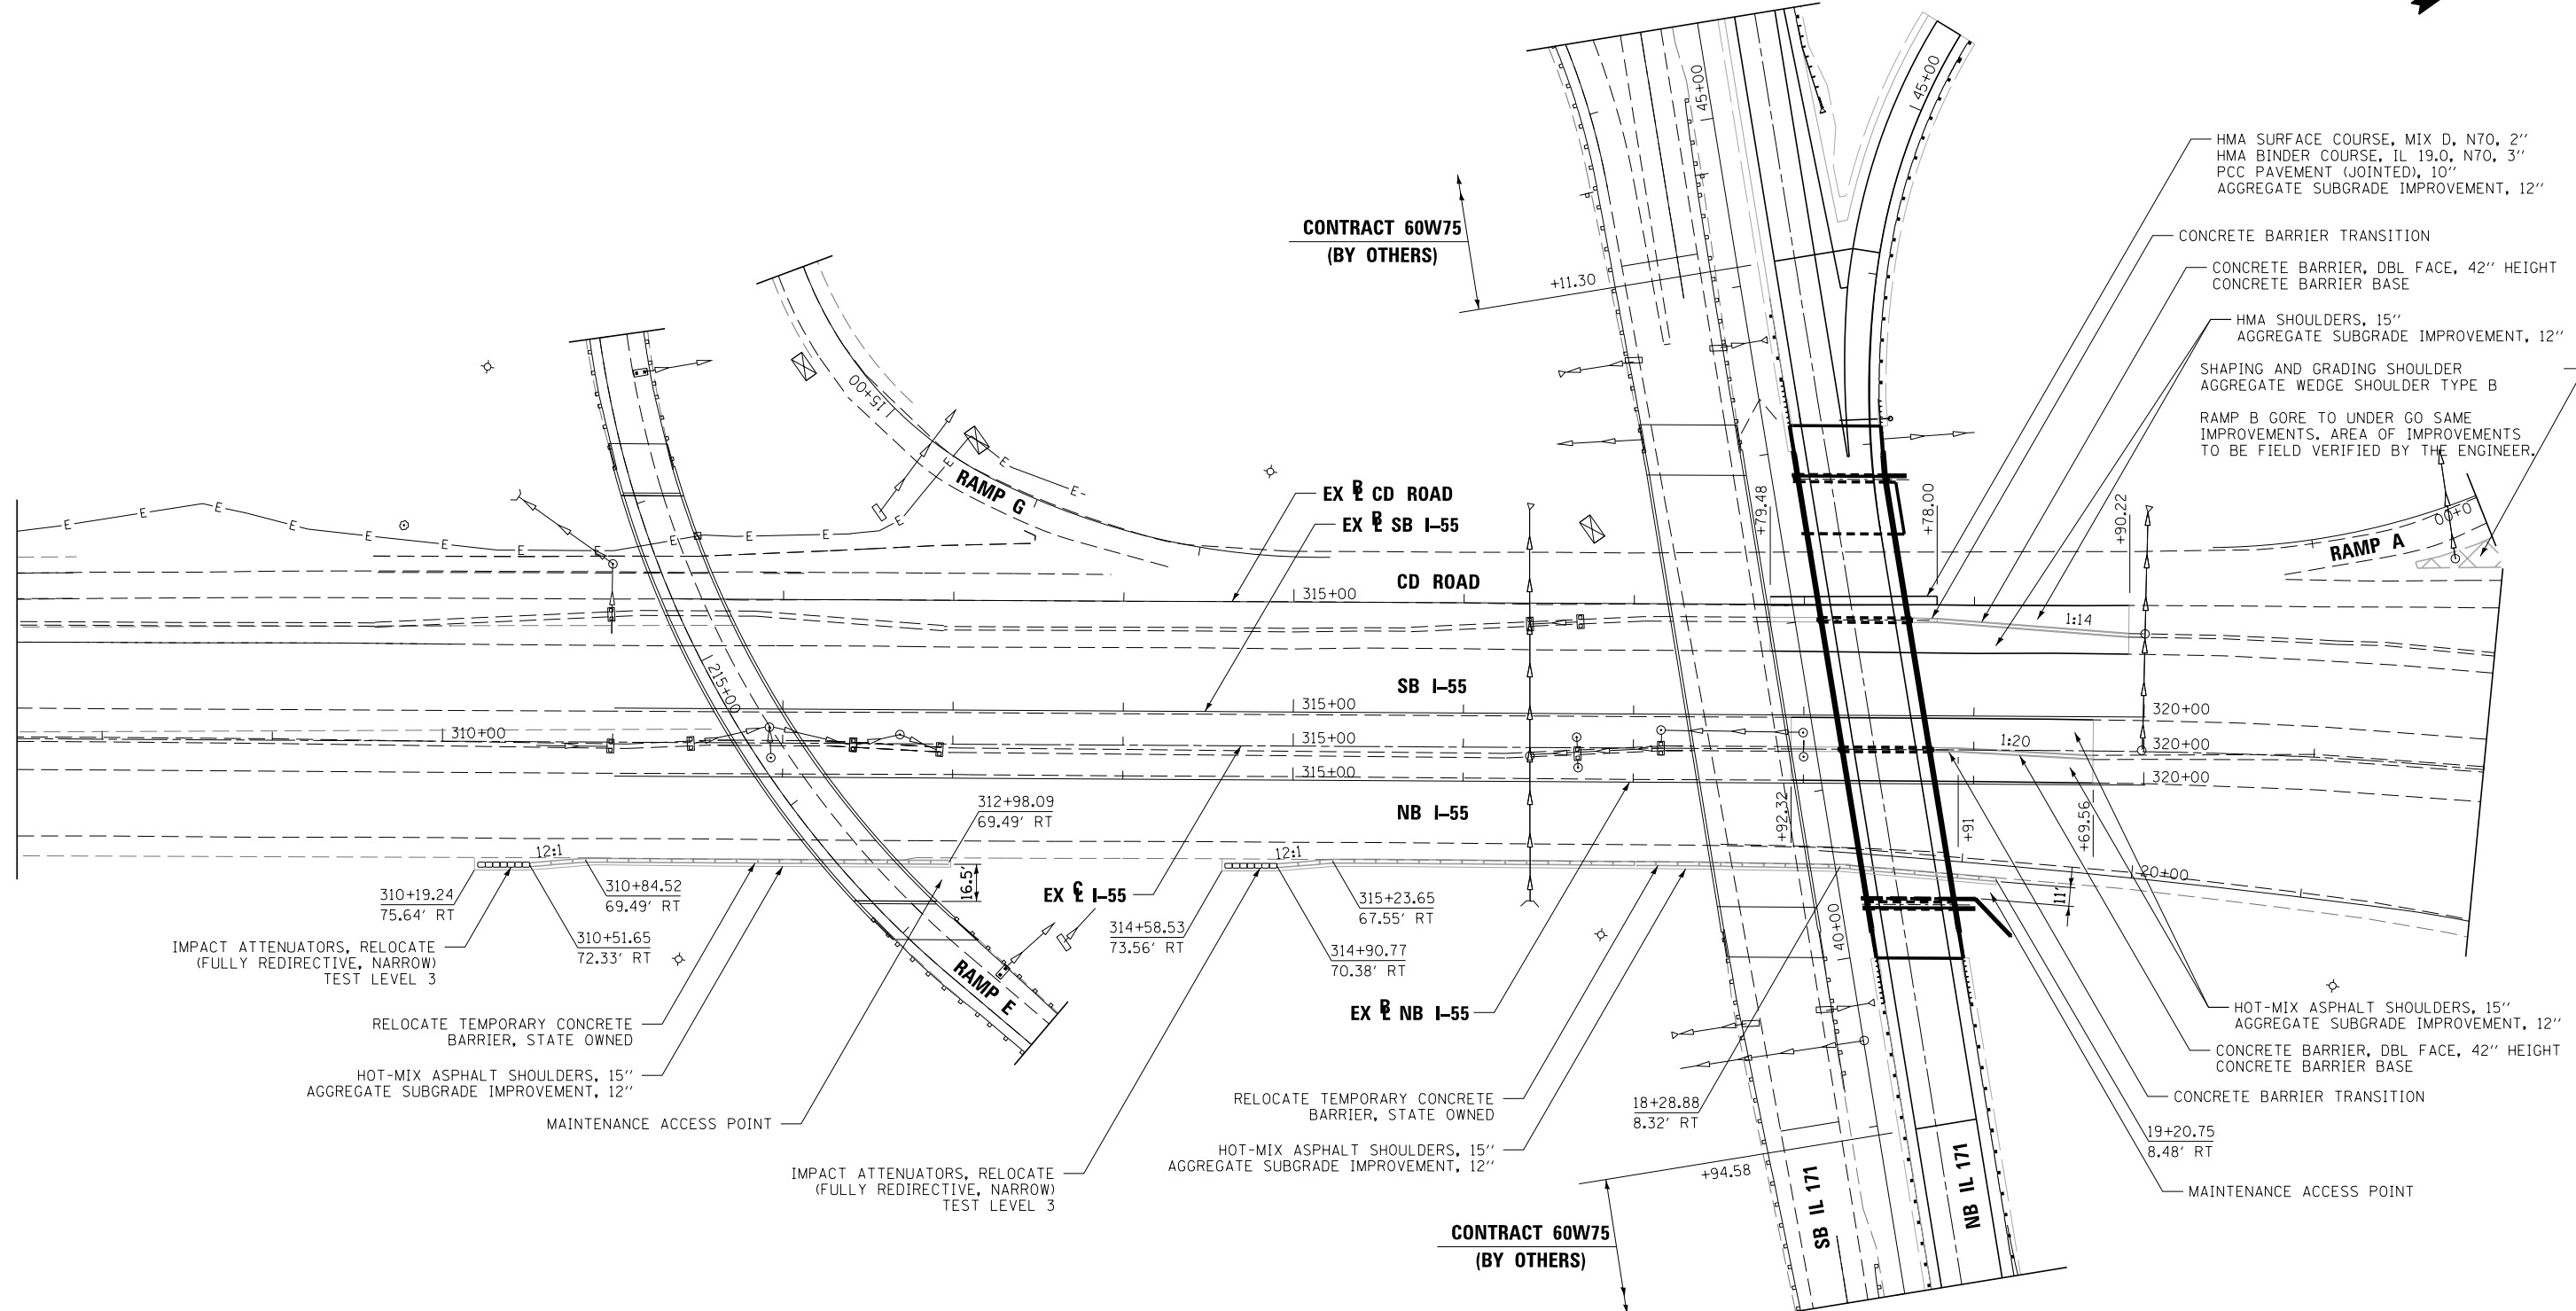 HMA SURFACE COURSE, MIX D, N70, 2''
HMA BINDER COURSE, IL 19.0, N70, 3''
PCC PAVEMENT (JOINTED), 10''
AGGREGATE SUBGRADE IMPROVEMENT, 12''
CONCRETE BARRIER TRANSITION
CONCRETE BARRIER, DBL FACE, 42'' HEIGHT
CONCRETE BARRIER BASE
HMA SHOULDERS, 15''
AGGREGATE SUBGRADE IMPROVEMENT, 12''
SHAPING AND GRADING SHOULDER
AGGREGATE WEDGE SHOULDER TYPE B
RAMP B GORE TO UNDER GO SAME
IMPROVEMENTS. AREA OF IMPROVEMENTS
TO BE FIELD VERIFIED BY THE ENGINEER.
CONTRACT 60W75
(BY OTHERS)
+11.30
45+00
45+00
15+00
RAMP G
E
E
E
E
E
E
E
E
E
E
E
E
E
E-
EX ℄ CD ROAD
EX ℄ SB I-55
+79.48
+78.00
+90.22
0+00
RAMP A
CD ROAD
315+00
1:14
215+00
SB I-55
315+00
320+00
310+00
315+00
1:20
320+00
315+00
320+00
NB I-55
+92.32
+91
+69.56
20+00
11'
12:1
12:1
312+98.09
69.49' RT
16.5'
310+19.24
75.64' RT
310+84.52
69.49' RT
310+51.65
72.33' RT
EX ℄ I-55
314+58.53
73.56' RT
315+23.65
67.55' RT
314+90.77
70.38' RT
EX ℄ NB I-55
40+00
RAMP E
IMPACT ATTENUATORS, RELOCATE
(FULLY REDIRECTIVE, NARROW)
TEST LEVEL 3
RELOCATE TEMPORARY CONCRETE
BARRIER, STATE OWNED
HOT-MIX ASPHALT SHOULDERS, 15''
AGGREGATE SUBGRADE IMPROVEMENT, 12''
MAINTENANCE ACCESS POINT
IMPACT ATTENUATORS, RELOCATE
(FULLY REDIRECTIVE, NARROW)
TEST LEVEL 3
RELOCATE TEMPORARY CONCRETE
BARRIER, STATE OWNED
HOT-MIX ASPHALT SHOULDERS, 15''
AGGREGATE SUBGRADE IMPROVEMENT, 12''
18+28.88
8.32' RT
+94.58
CONTRACT 60W75
(BY OTHERS)
SB IL 171
NB IL 171
HOT-MIX ASPHALT SHOULDERS, 15''
AGGREGATE SUBGRADE IMPROVEMENT, 12''
CONCRETE BARRIER, DBL FACE, 42'' HEIGHT
CONCRETE BARRIER BASE
CONCRETE BARRIER TRANSITION
19+20.75
8.48' RT
MAINTENANCE ACCESS POINT